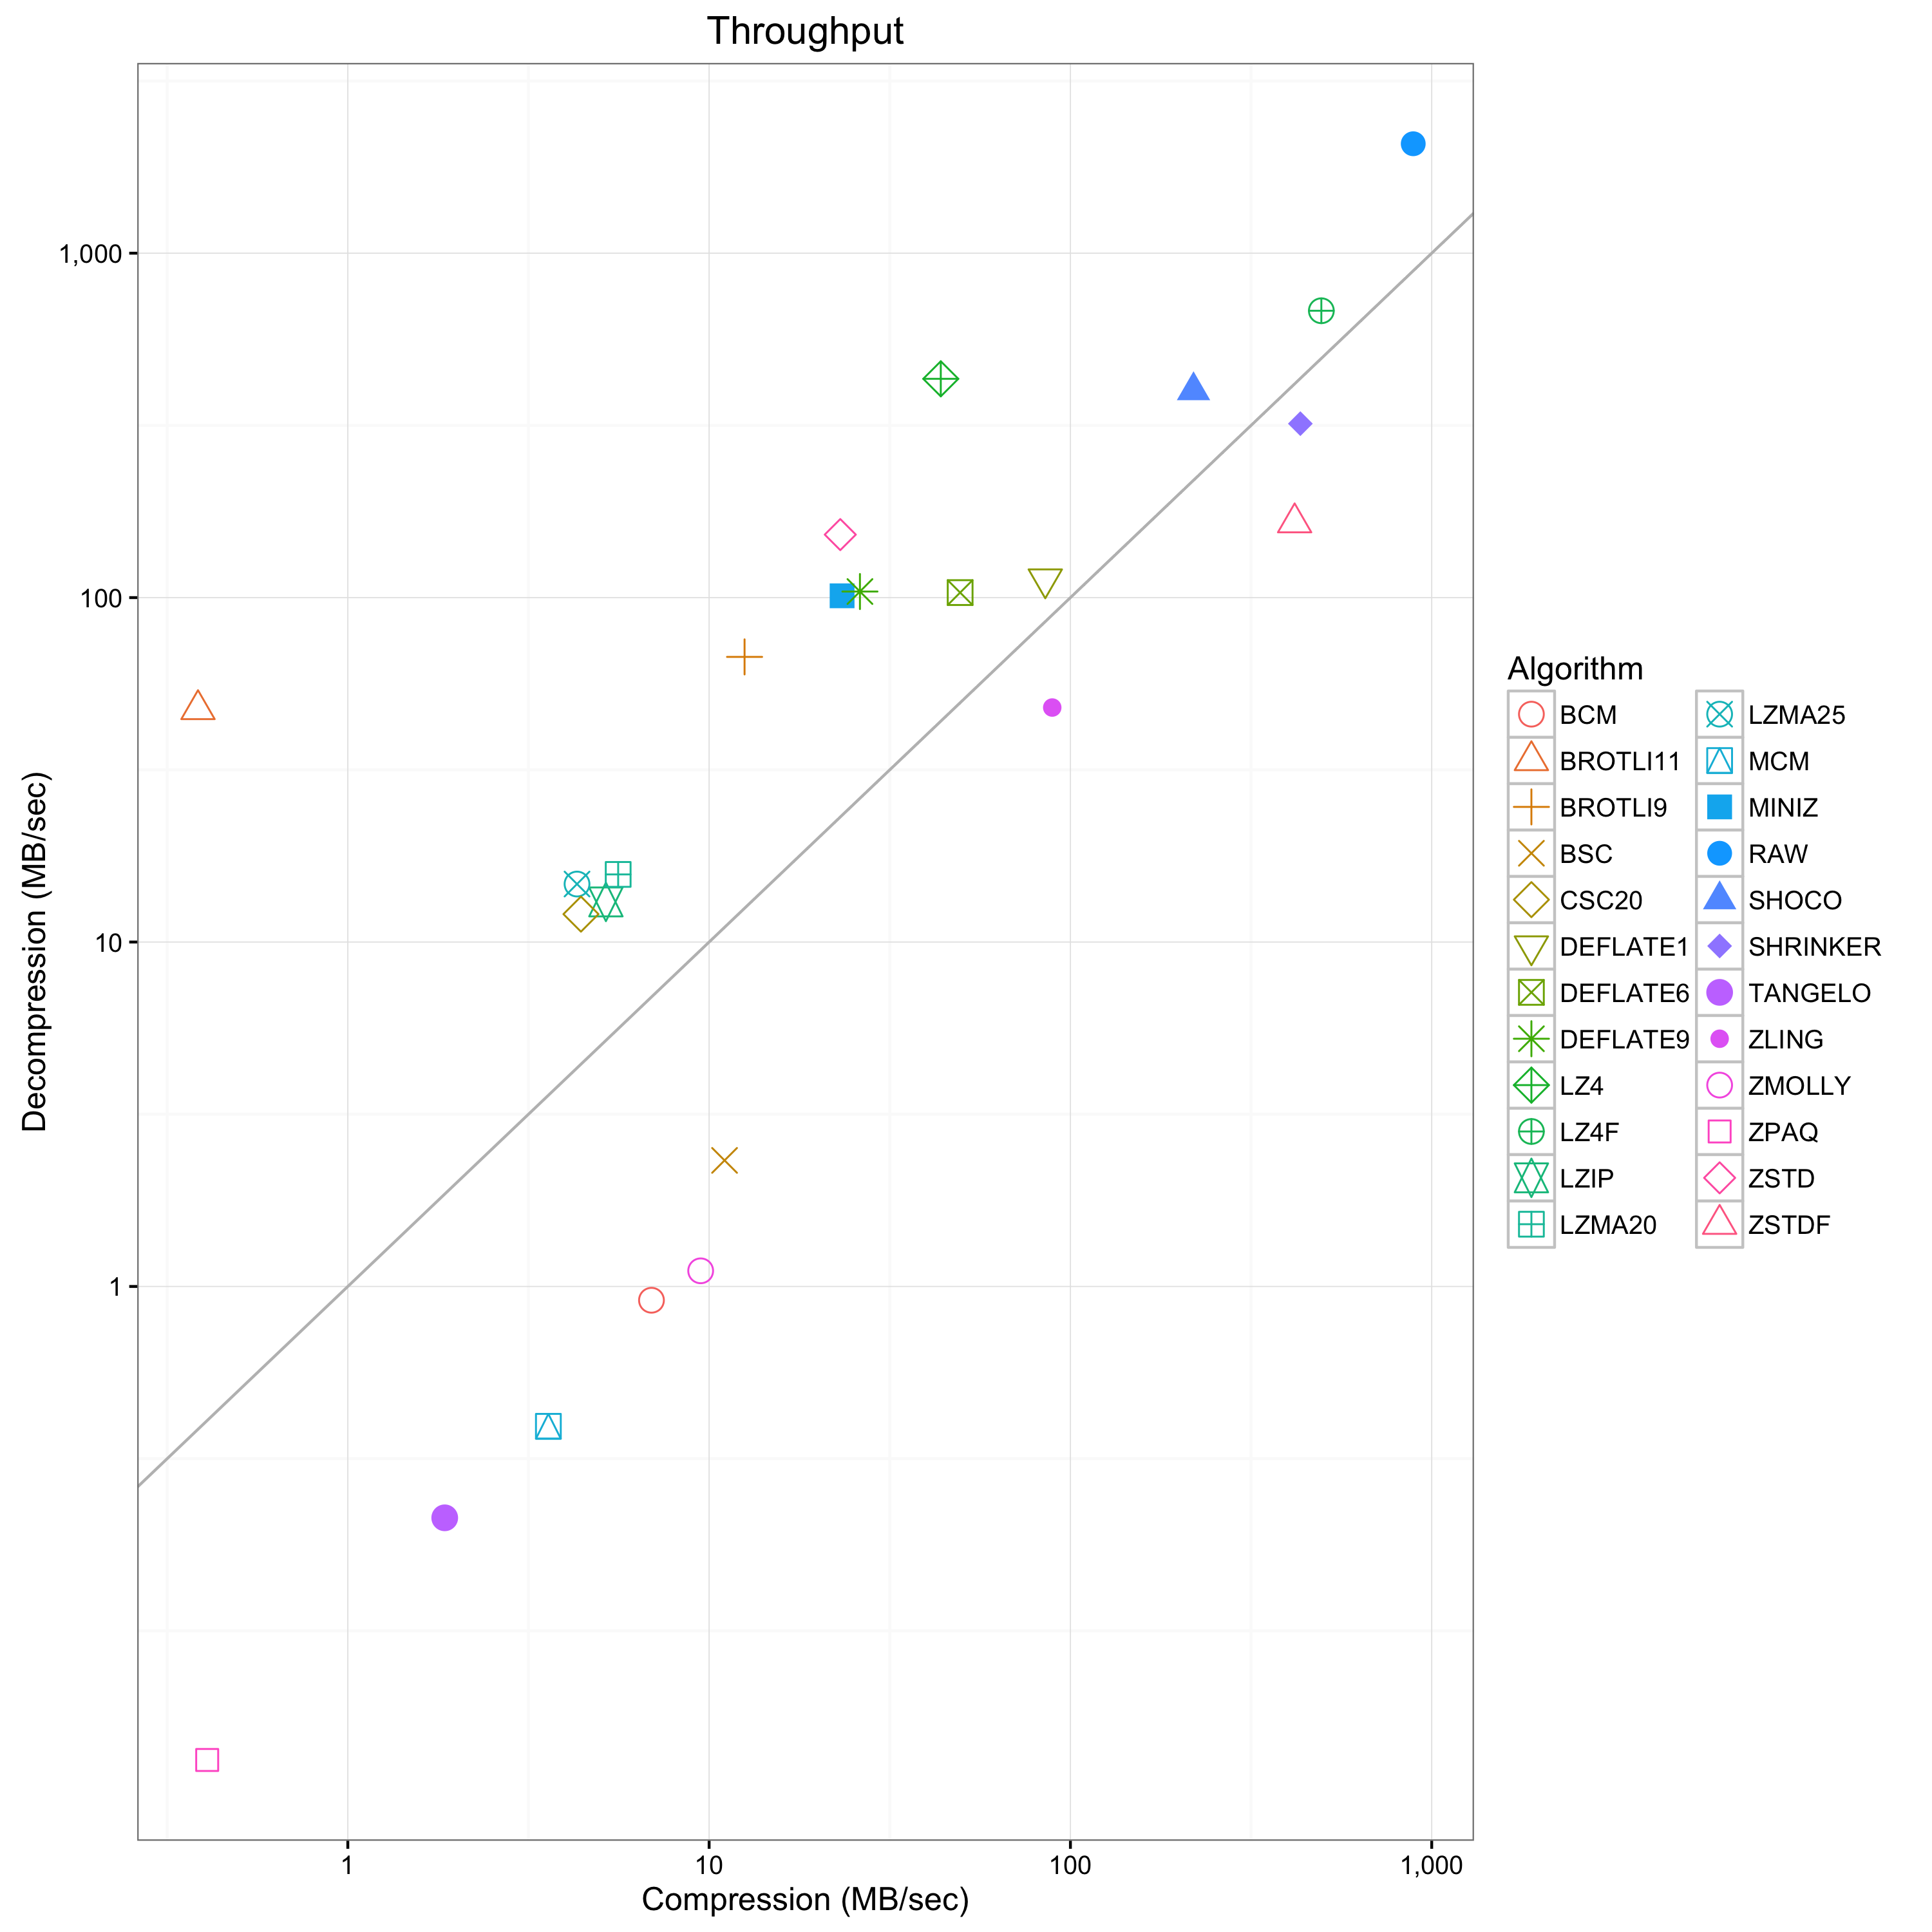 Throughput
1,000
100
10
1
Decompression (MB/sec)
1
10
100
1,000
Compression (MB/sec)
Algorithm
BCM
BROTLI11
BROTLI9
BSC
CSC20
DEFLATE1
DEFLATE6
DEFLATE9
LZ4
LZ4F
LZIP
LZMA20
LZMA25
MCM
MINIZ
RAW
SHOCO
SHRINKER
TANGELO
ZLING
ZMOLLY
ZPAQ
ZSTD
ZSTDF